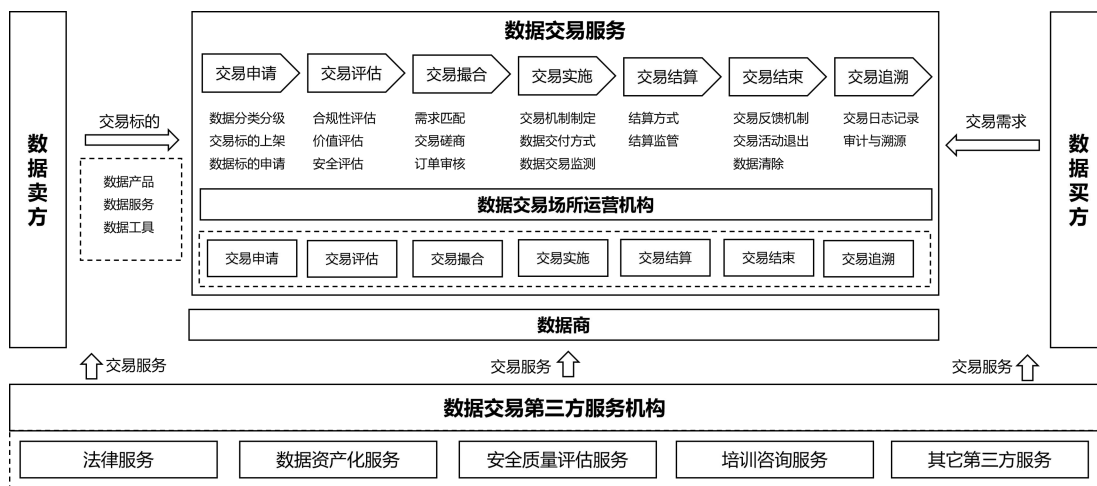 数据交易服务
交易申请 交易评估 交易撮合 交易实施 交易结算 交易结束 交易追溯
数据分类分级 合规性评估 需求匹配 交易机制制定 结算方式 交易反馈机制 交易日志记录
交易标的上架 价值评估 交易磋商 数据交付方式 结算监管 交易活动退出 审计与溯源
数据标的申请 安全评估 订单审核 数据交易监测 数据清除
数据卖方
交易标的
数据产品
数据服务
数据工具
交易需求
数据买方
数据交易场所运营机构
交易申请 交易评估 交易撮合 交易实施 交易结算 交易结束 交易追溯
数据商
交易服务 交易服务 交易服务
数据交易第三方服务机构
法律服务 数据资产化服务 安全质量评估服务 培训咨询服务 其它第三方服务